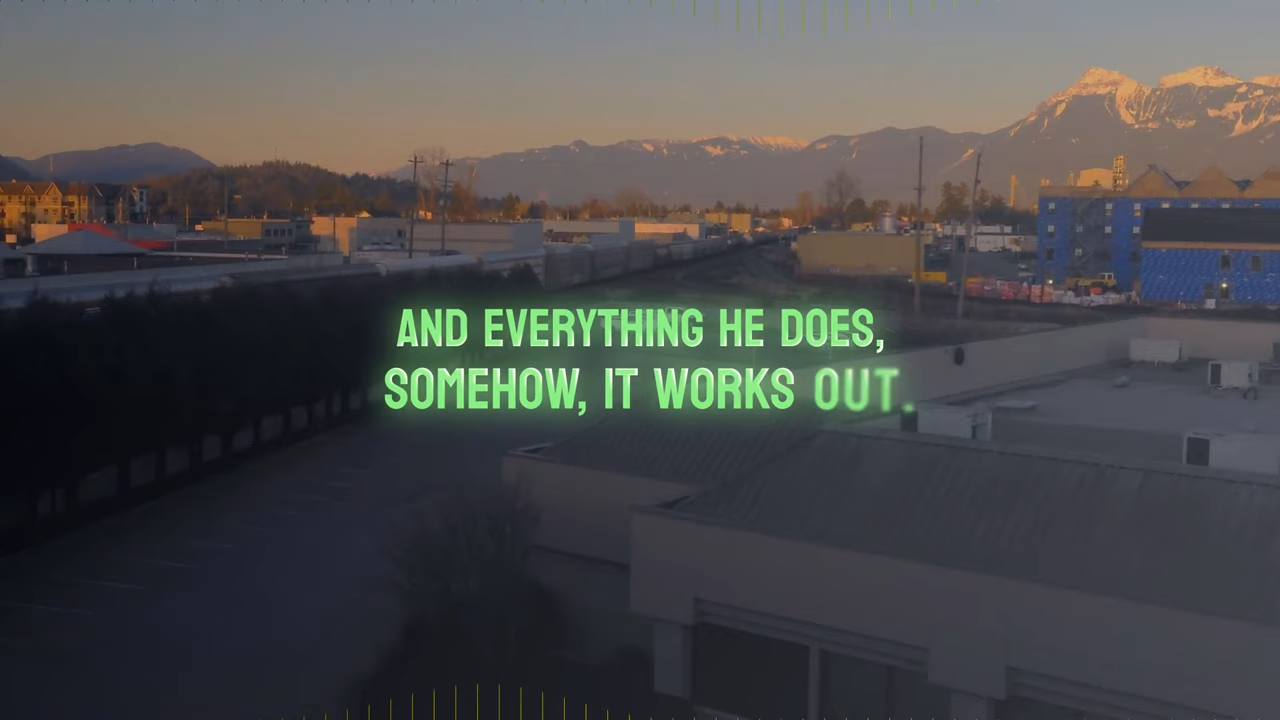 AND EVERYTHING HE DOES,
SOMEHOW, IT WORKS OUT.